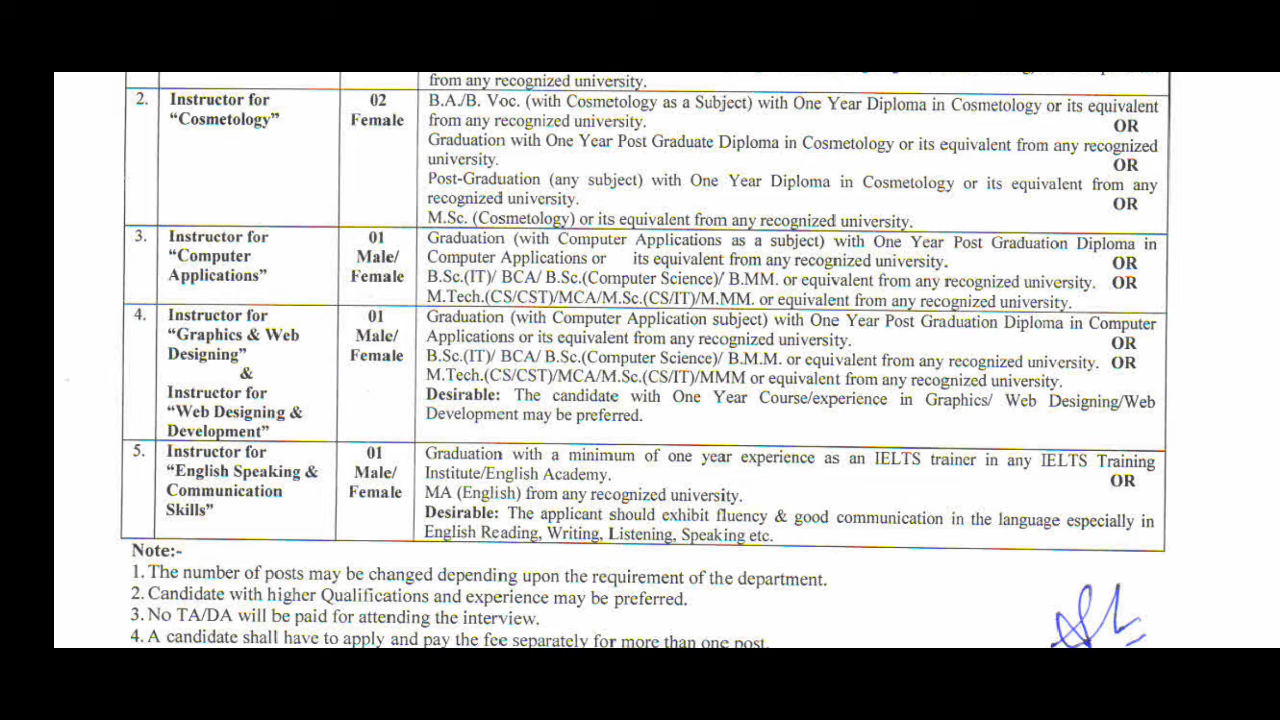 from any recognized university.
2. Instructor for 02 B.A./B. Voc. (with Cosmetology as a Subject) with One Year Diploma in Cosmetology or its equivalent
“Cosmetology” Female from any recognized university. OR
Graduation with One Year Post Graduate Diploma in Cosmetology or its equivalent from any recognized
university. OR
Post-Graduation (any subject) with One Year Diploma in Cosmetology or its equivalent from any
recognized university. OR
M.Sc. (Cosmetology) or its equivalent from any recognized university.
3. Instructor for 01 Graduation (with Computer Applications as a subject) with One Year Post Graduation Diploma in
“Computer Male/ Computer Applications or its equivalent from any recognized university. OR
Applications” Female B.Sc.(IT)/ BCA/ B.Sc.(Computer Science)/ B.MM. or equivalent from any recognized university. OR
M.Tech.(CS/CST)/MCA/M.Sc.(CS/IT)/M.MM. or equivalent from any recognized university.
4. Instructor for 01 Graduation (with Computer Application subject) with One Year Post Graduation Diploma in Computer
“Graphics & Web Male/ Applications or its equivalent from any recognized university. OR
Designing” Female B.Sc.(IT)/ BCA/ B.Sc.(Computer Science)/ B.M.M. or equivalent from any recognized university. OR
& M.Tech.(CS/CST)/MCA/M.Sc.(CS/IT)/MMM or equivalent from any recognized university.
Instructor for Desirable: The candidate with One Year Course/experience in Graphics/ Web Designing/Web
“Web Designing & Development may be preferred.
Development”
5. Instructor for 01 Graduation with a minimum of one year experience as an IELTS trainer in any IELTS Training
“English Speaking & Male/ Institute/English Academy. OR
Communication Female MA (English) from any recognized university.
Skills” Desirable: The applicant should exhibit fluency & good communication in the language especially in
English Reading, Writing, Listening, Speaking etc.
Note:-
1. The number of posts may be changed depending upon the requirement of the department.
2. Candidate with higher Qualifications and experience may be preferred.
3. No TA/DA will be paid for attending the interview.
4. A candidate shall have to apply and pay the fee separately for more than one post.